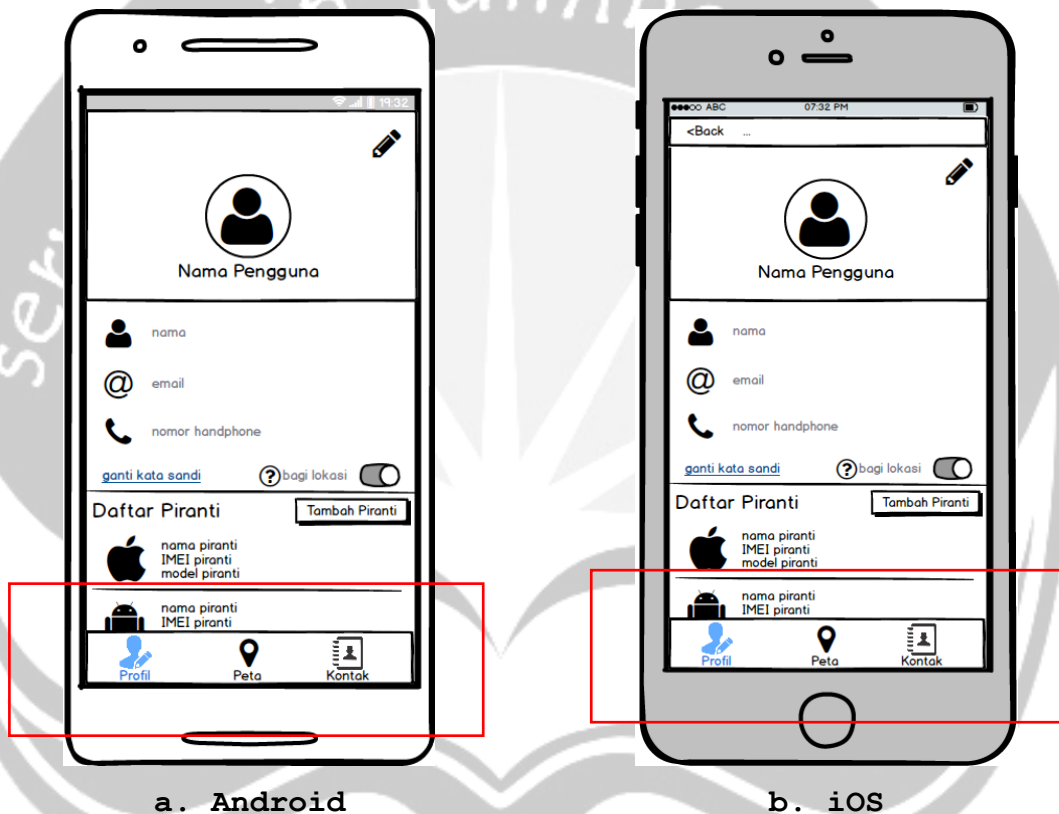 19:32
Nama Pengguna
nama
@ email
nomor handphone
ganti kata sandi
? bagi lokasi
Daftar Piranti
Tambah Piranti
nama piranti
IMEI piranti
model piranti
nama piranti
IMEI piranti
Profil
Peta
Kontak
a. Android
ABC
07:32 PM
<Back ...
Nama Pengguna
nama
@ email
nomor handphone
ganti kata sandi
? bagi lokasi
Daftar Piranti
Tambah Piranti
nama piranti
IMEI piranti
model piranti
nama piranti
IMEI piranti
Profil
Peta
Kontak
b. iOS